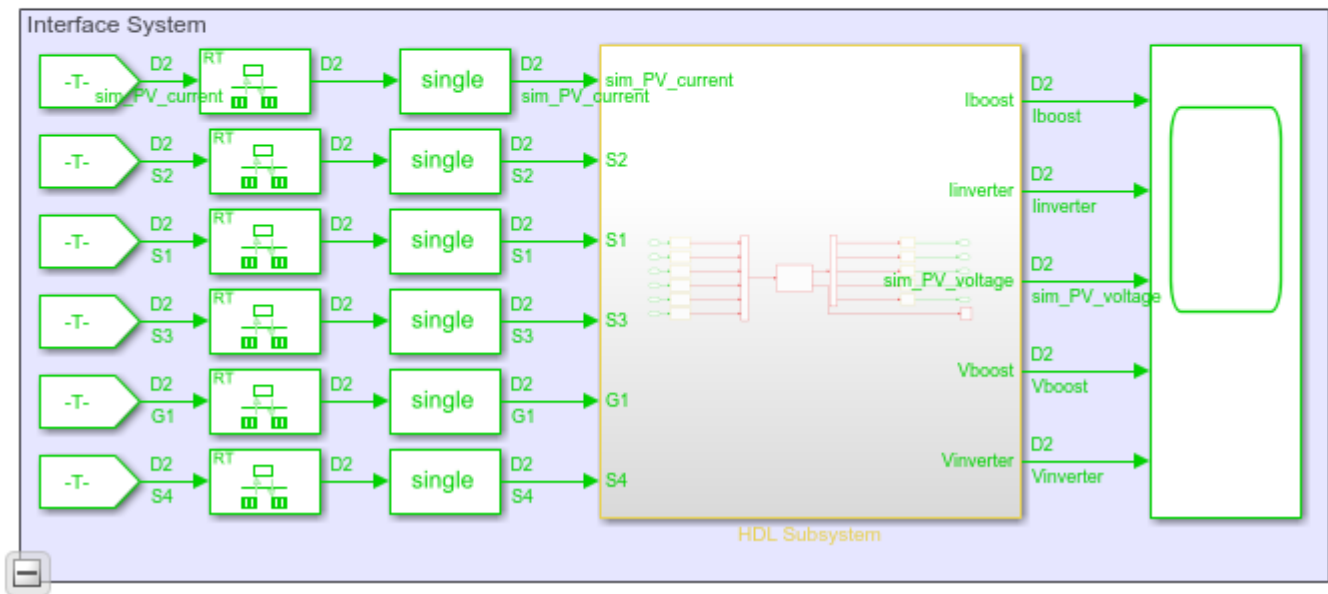 Interface System
-T- D2 sim_PV_current RT D2 single D2 sim_PV_current sim_PV_current
-T- D2 S2 RT D2 single D2 S2 S2
-T- D2 S1 RT D2 single D2 S1 S1
-T- D2 S3 RT D2 single D2 S3 S3
-T- D2 G1 RT D2 single D2 G1 G1
-T- D2 S4 RT D2 single D2 S4 S4
Iboost D2 Iboost
Iinverter D2 Iinverter
sim_PV_voltage D2 sim_PV_voltage
Vboost D2 Vboost
Vinverter D2 Vinverter
HDL Subsystem